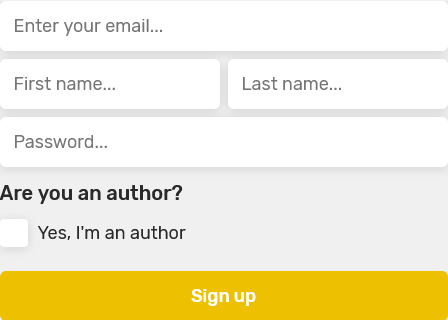 Enter your email...
First name... Last name...
Password...
Are you an author?
Yes, I'm an author
Sign up